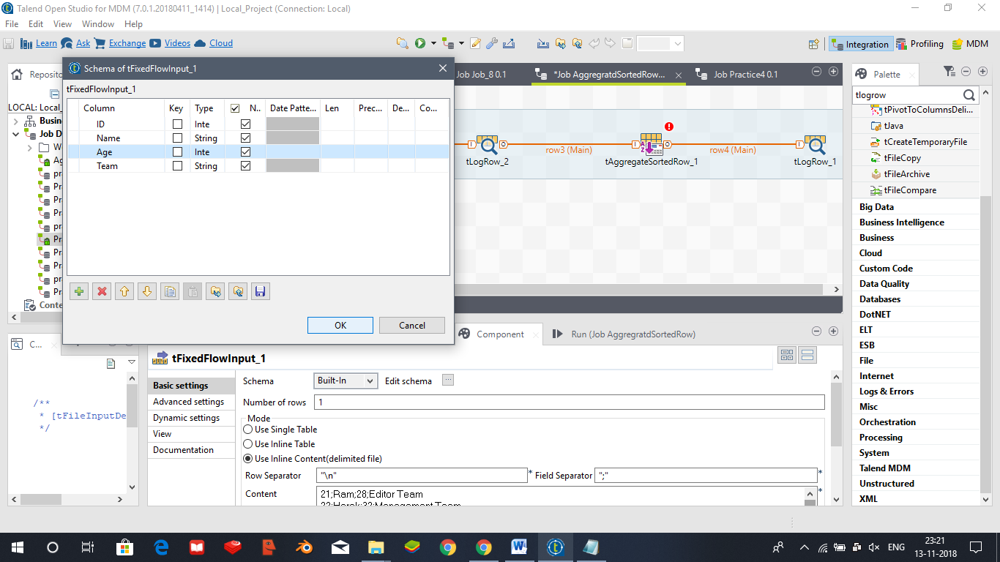 Talend Open Studio for MDM (7.0.1.20180411_1414) | Local_Project (Connection: Local)
File Edit View Window Help
Learn Ask Exchange Videos Cloud
Integration Profiling MDM
Reposito
LOCAL: Local_
Busin
Job D
W
Ag
pr
pr
pr
pr
pr
Pr
Pr
Pr
pr
Pr
Conte
Schema of tFixedFlowInput_1
tFixedFlowInput_1
Column Key Type N.. Date Patte... Len Prec... De... Co...
ID Inte
Name String
Age Inte
Team String
OK Cancel
Job Job_8 0.1
*Job AggregratdSortedRow...
Job Practice4 0.1
row3 (Main) row4 (Main)
tLogRow_2 tAggregateSortedRow_1 tLogRow_1
Palette
tlogrow
tPivotToColumnsDeli...
tJava
tCreateTemporaryFile
tFileCopy
tFileArchive
tFileCompare
Big Data
Business Intelligence
Business
Cloud
Custom Code
Data Quality
Databases
DotNET
ELT
ESB
File
Internet
Logs & Errors
Misc
Orchestration
Processing
System
Talend MDM
Unstructured
XML
C...
/**
* [tFileInputDe
*/
Component Run (Job AggregratdSortedRow)
tFixedFlowInput_1
Basic settings
Advanced settings
Dynamic settings
View
Documentation
Schema Built-In Edit schema ...
Number of rows 1
Mode
Use Single Table
Use Inline Table
Use Inline Content(delimited file)
Row Separator "\n" * Field Separator ";" *
Content 21;Ram;28;Editor Team *
ENG
23:21
13-11-2018